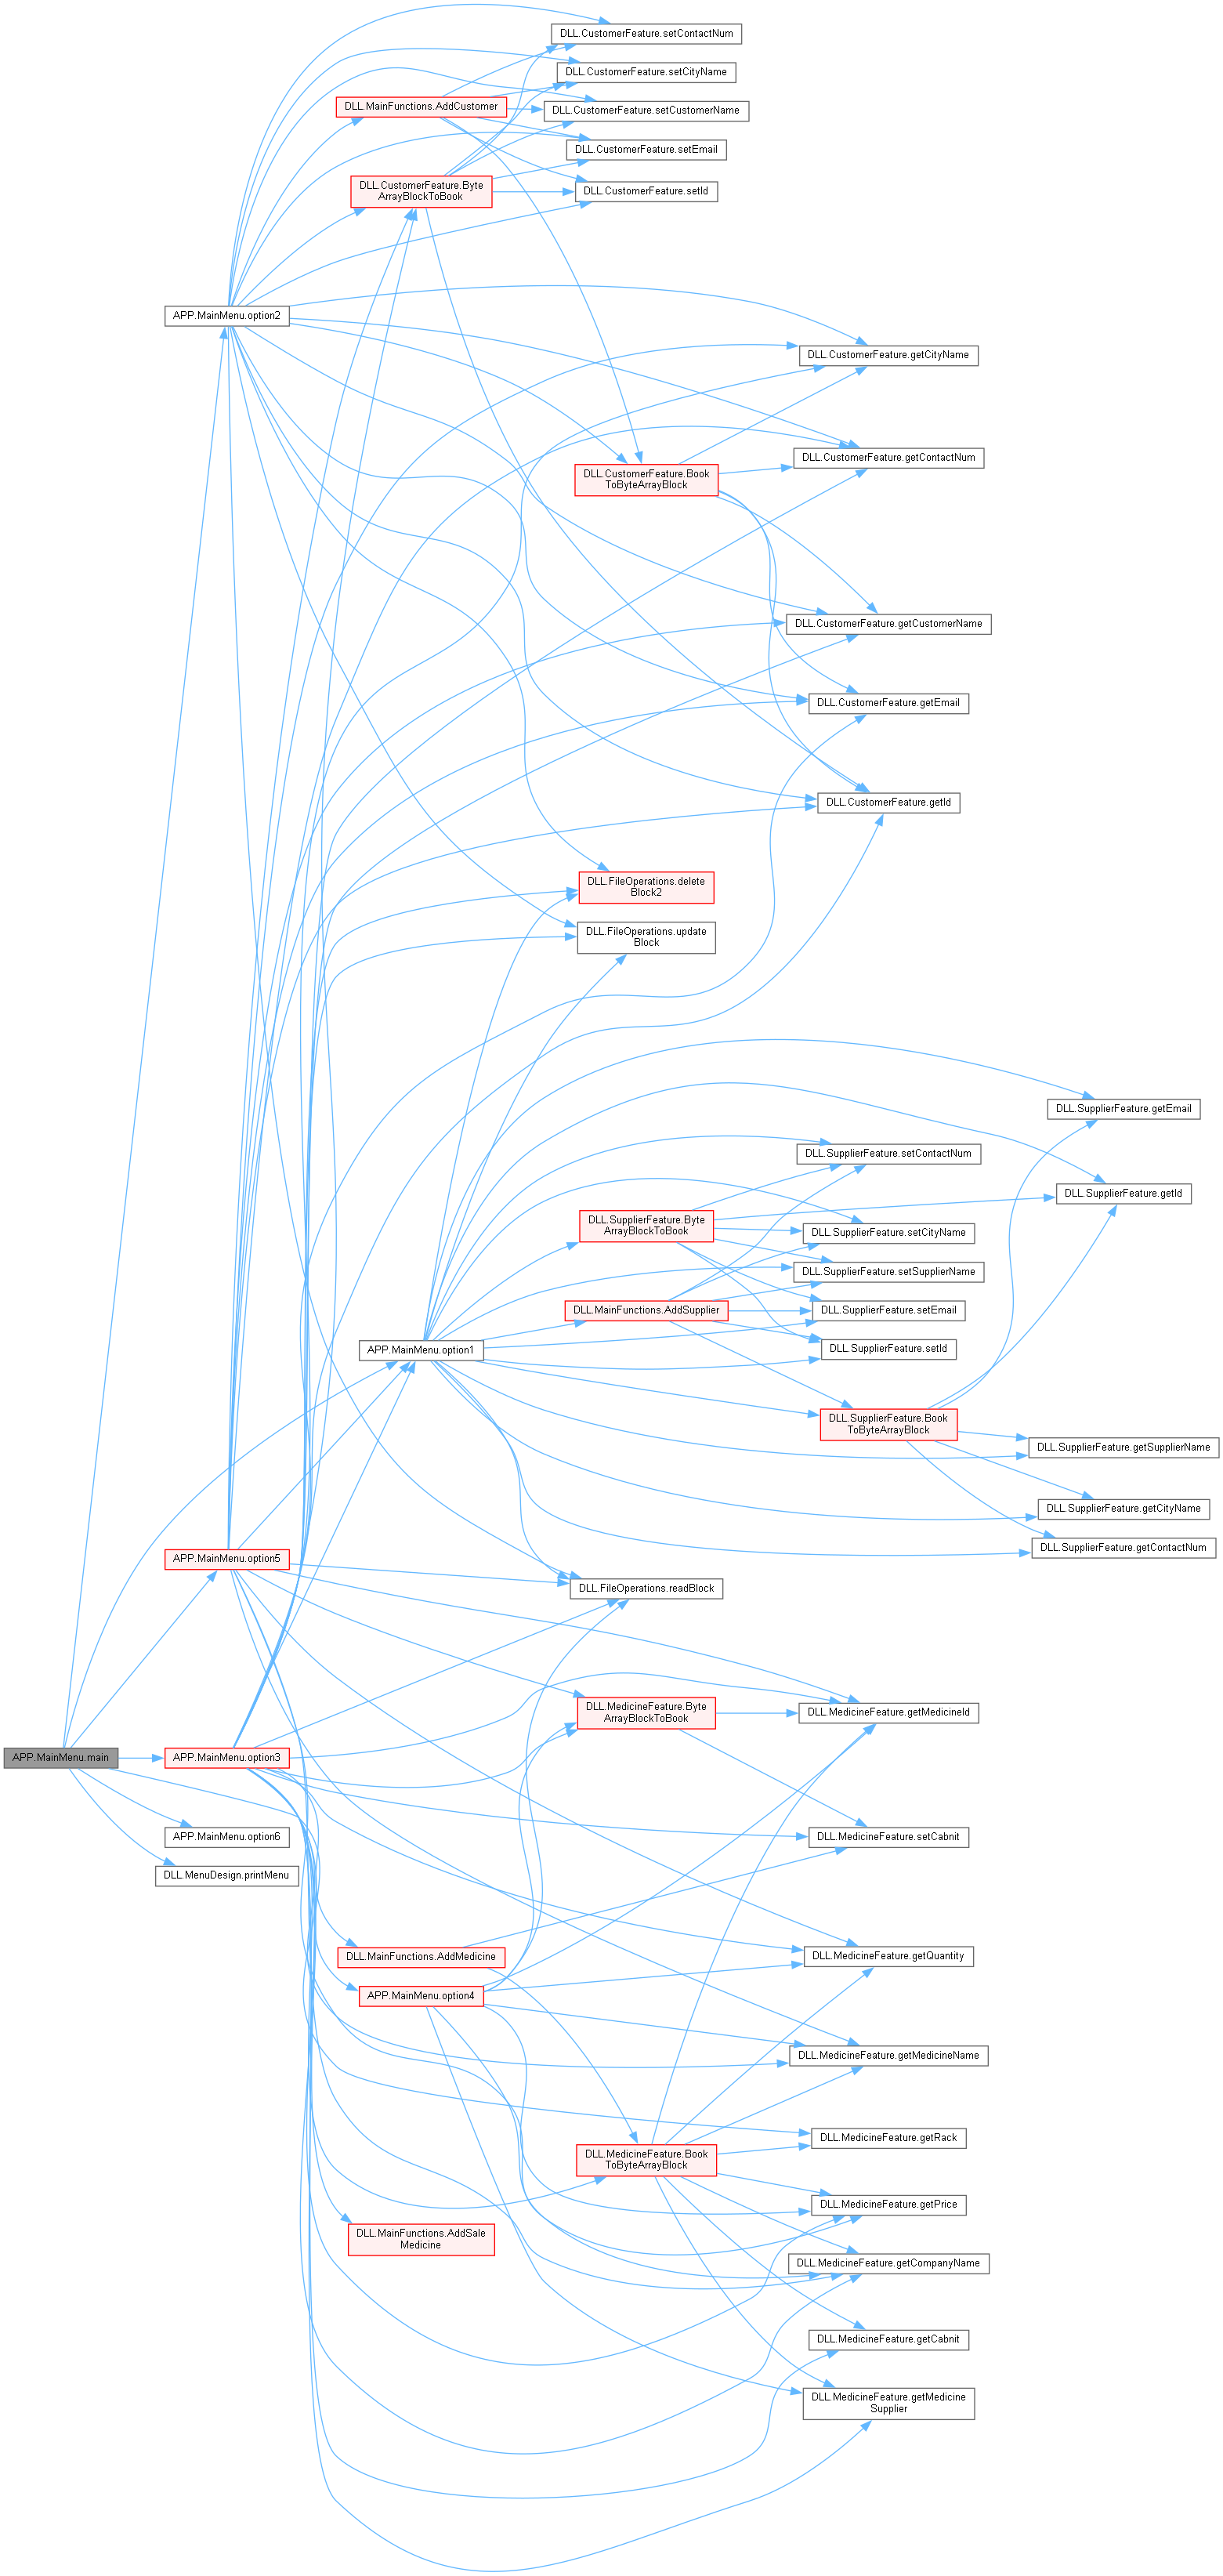 DLL.CustomerFeature.setContactNum
DLL.CustomerFeature.setCityName
DLL.MainFunctions.AddCustomer
DLL.CustomerFeature.setCustomerName
DLL.CustomerFeature.setEmail
DLL.CustomerFeature.Byte
ArrayBlockToBook
DLL.CustomerFeature.setId
APP.MainMenu.option2
DLL.CustomerFeature.getCityName
DLL.CustomerFeature.getContactNum
DLL.CustomerFeature.Book
ToByteArrayBlock
DLL.CustomerFeature.getCustomerName
DLL.CustomerFeature.getEmail
DLL.CustomerFeature.getId
DLL.FileOperations.delete
Block2
DLL.FileOperations.update
Block
DLL.SupplierFeature.getEmail
DLL.SupplierFeature.setContactNum
DLL.SupplierFeature.getId
DLL.SupplierFeature.Byte
ArrayBlockToBook
DLL.SupplierFeature.setCityName
DLL.SupplierFeature.setSupplierName
DLL.MainFunctions.AddSupplier
DLL.SupplierFeature.setEmail
APP.MainMenu.option1
DLL.SupplierFeature.setId
DLL.SupplierFeature.Book
ToByteArrayBlock
DLL.SupplierFeature.getSupplierName
DLL.SupplierFeature.getCityName
DLL.SupplierFeature.getContactNum
APP.MainMenu.option5
DLL.FileOperations.readBlock
DLL.MedicineFeature.Byte
ArrayBlockToBook
DLL.MedicineFeature.getMedicineId
APP.MainMenu.main
APP.MainMenu.option3
APP.MainMenu.option6
DLL.MedicineFeature.setCabnit
DLL.MenuDesign.printMenu
DLL.MainFunctions.AddMedicine
DLL.MedicineFeature.getQuantity
APP.MainMenu.option4
DLL.MedicineFeature.getMedicineName
DLL.MedicineFeature.getRack
DLL.MedicineFeature.Book
ToByteArrayBlock
DLL.MedicineFeature.getPrice
DLL.MainFunctions.AddSale
Medicine
DLL.MedicineFeature.getCompanyName
DLL.MedicineFeature.getCabnit
DLL.MedicineFeature.getMedicine
Supplier